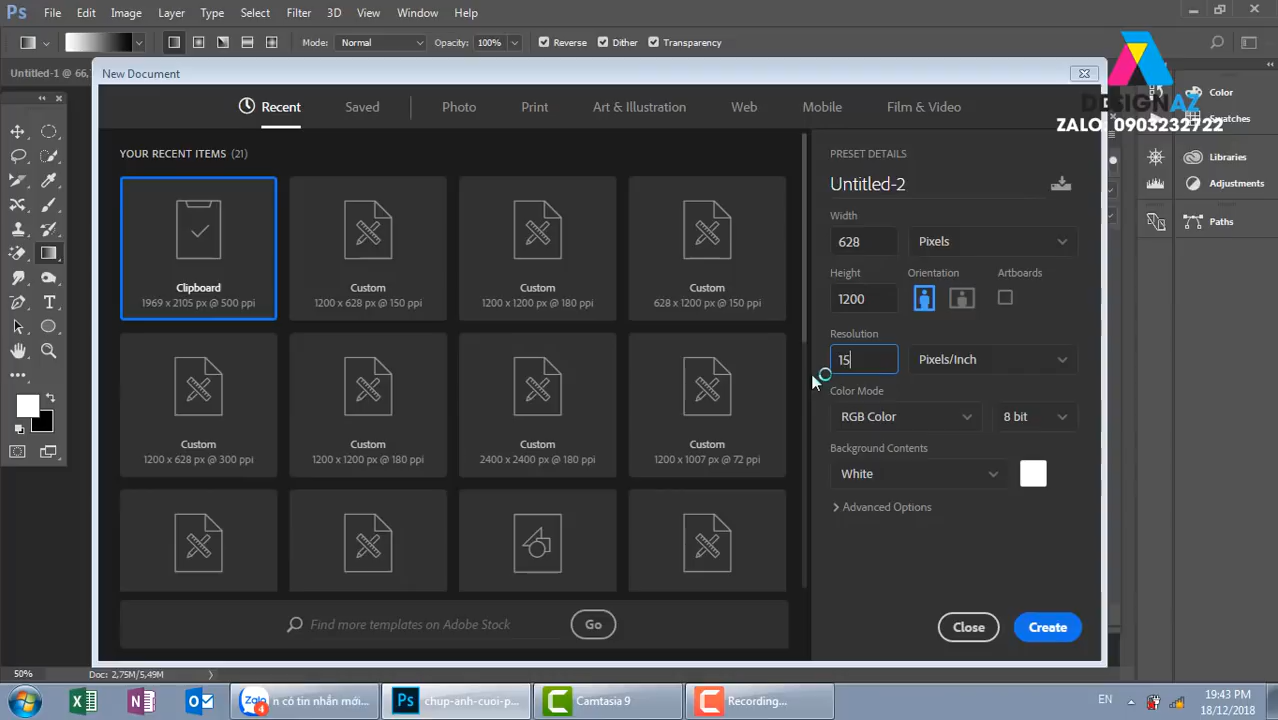 Ps File Edit Image Layer Type Select Filter 3D View Window Help
Mode: Normal Opacity: 100% Reverse Dither Transparency
Untitled-1 @ 66,
New Document
DESIGNAZ
ZALO: 0903232722
Recent Saved Photo Print Art & Illustration Web Mobile Film & Video
Color
Swatches
Libraries
Adjustments
Paths
YOUR RECENT ITEMS (21)
Clipboard
1969 x 2105 px @ 500 ppi
Custom
1200 x 628 px @ 150 ppi
Custom
1200 x 1200 px @ 180 ppi
Custom
628 x 1200 px @ 150 ppi
Custom
1200 x 628 px @ 300 ppi
Custom
1200 x 1200 px @ 180 ppi
Custom
2400 x 2400 px @ 180 ppi
Custom
1200 x 1007 px @ 72 ppi
Find more templates on Adobe Stock
Go
PRESET DETAILS
Untitled-2
Width
628 Pixels
Height Orientation Artboards
1200
Resolution
15 Pixels/Inch
Color Mode
RGB Color 8 bit
Background Contents
White
Advanced Options
Close Create
50% Doc: 2,75M/5,49M
Zalo 4 n có tin nhắn mới...
Ps chup-anh-cuoi-p...
Camtasia 9
Recording...
EN
19:43 PM
18/12/2018